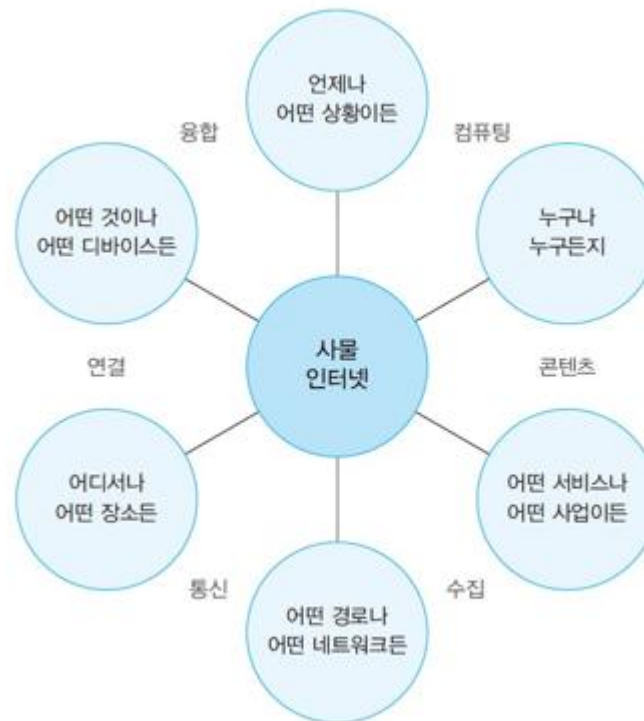 언제나
어떤 상황이든
융합
컴퓨팅
어떤 것이나
어떤 디바이스든
누구나
누구든지
사물
인터넷
연결
콘텐츠
어디서나
어떤 장소든
어떤 서비스나
어떤 사업이든
통신
수집
어떤 경로나
어떤 네트워크든